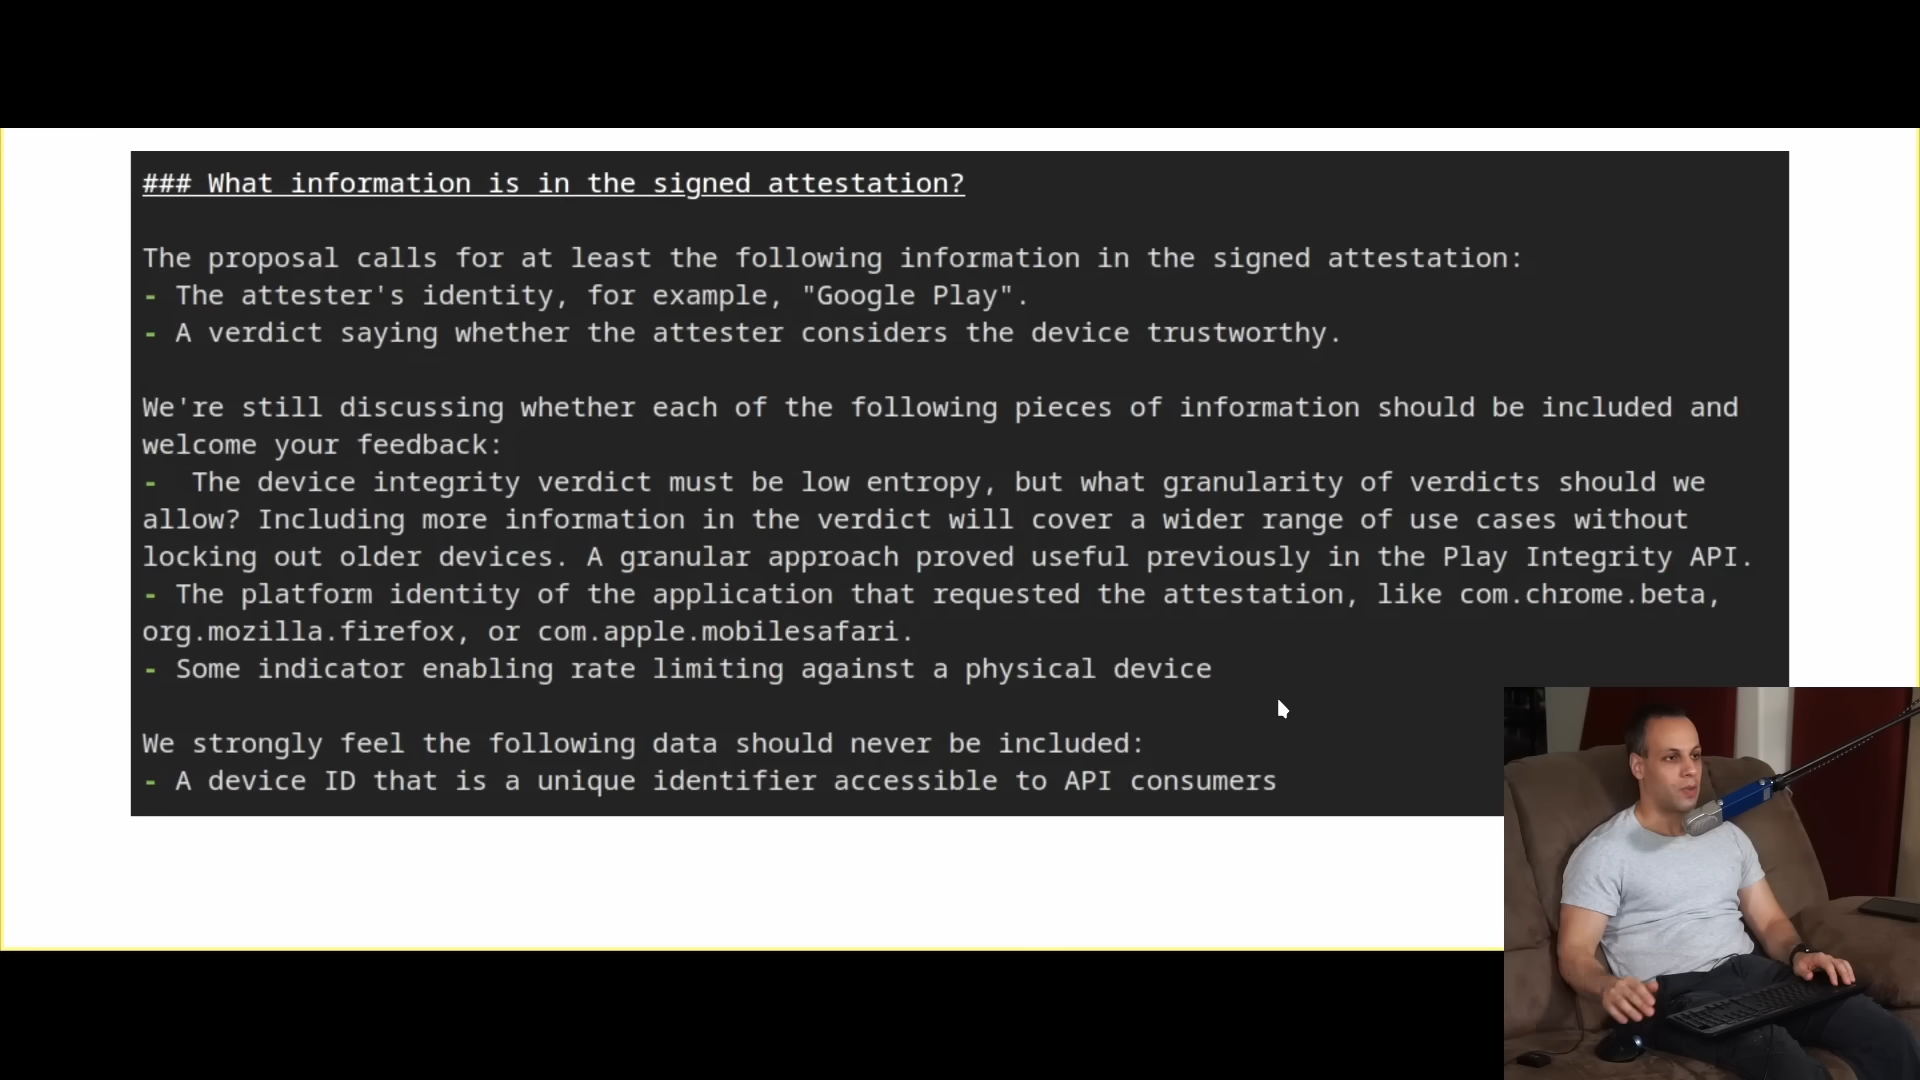 ### What information is in the signed attestation?
The proposal calls for at least the following information in the signed attestation:
- The attester's identity, for example, "Google Play".
- A verdict saying whether the attester considers the device trustworthy.
We're still discussing whether each of the following pieces of information should be included and
welcome your feedback:
-  The device integrity verdict must be low entropy, but what granularity of verdicts should we
allow? Including more information in the verdict will cover a wider range of use cases without
locking out older devices. A granular approach proved useful previously in the Play Integrity API.
- The platform identity of the application that requested the attestation, like com.chrome.beta,
org.mozilla.firefox, or com.apple.mobilesafari.
- Some indicator enabling rate limiting against a physical device
We strongly feel the following data should never be included:
- A device ID that is a unique identifier accessible to API consumers